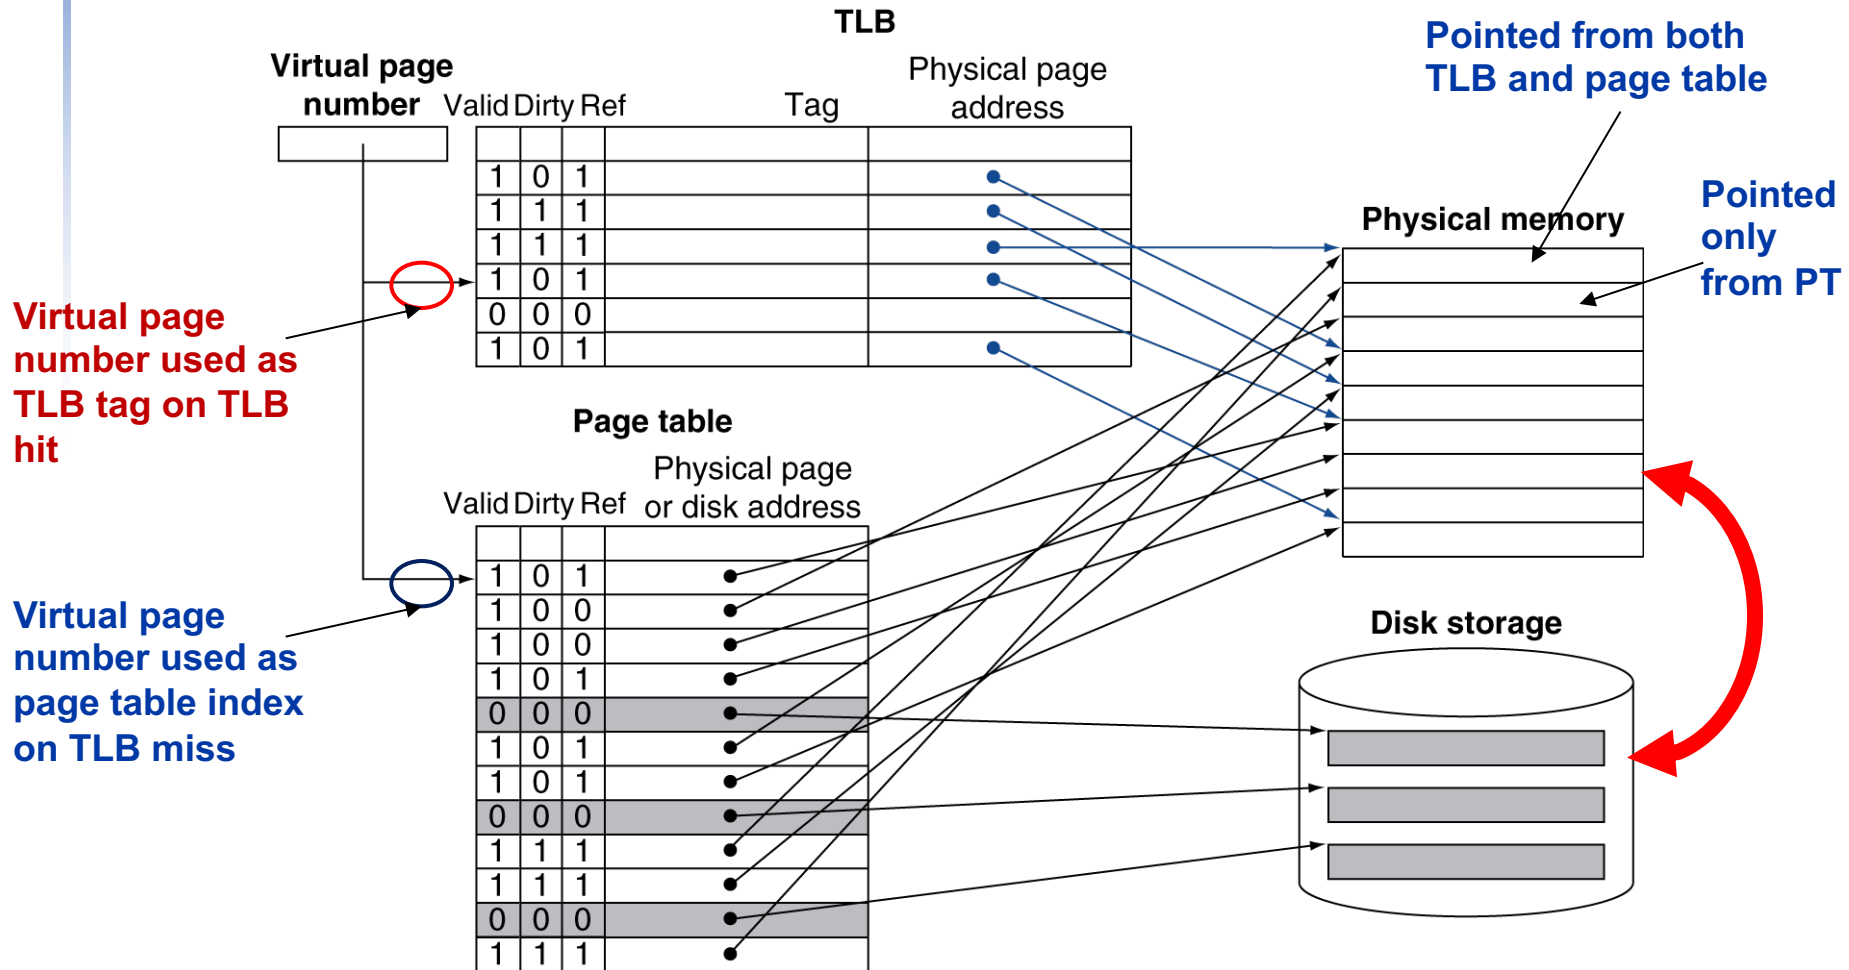 TLB
Virtual page
number
Valid Dirty Ref
Tag
Physical page
address
1 0 1
1 1 1
1 1 1
1 0 1
0 0 0
1 0 1
Pointed from both
TLB and page table
Physical memory
Pointed
only
from PT
Virtual page
number used as
TLB tag on TLB
hit
Page table
Valid Dirty Ref
Physical page
or disk address
1 0 1
1 0 0
1 0 0
1 0 1
0 0 0
1 0 1
1 0 1
0 0 0
1 1 1
1 1 1
0 0 0
1 1 1
Virtual page
number used as
page table index
on TLB miss
Disk storage